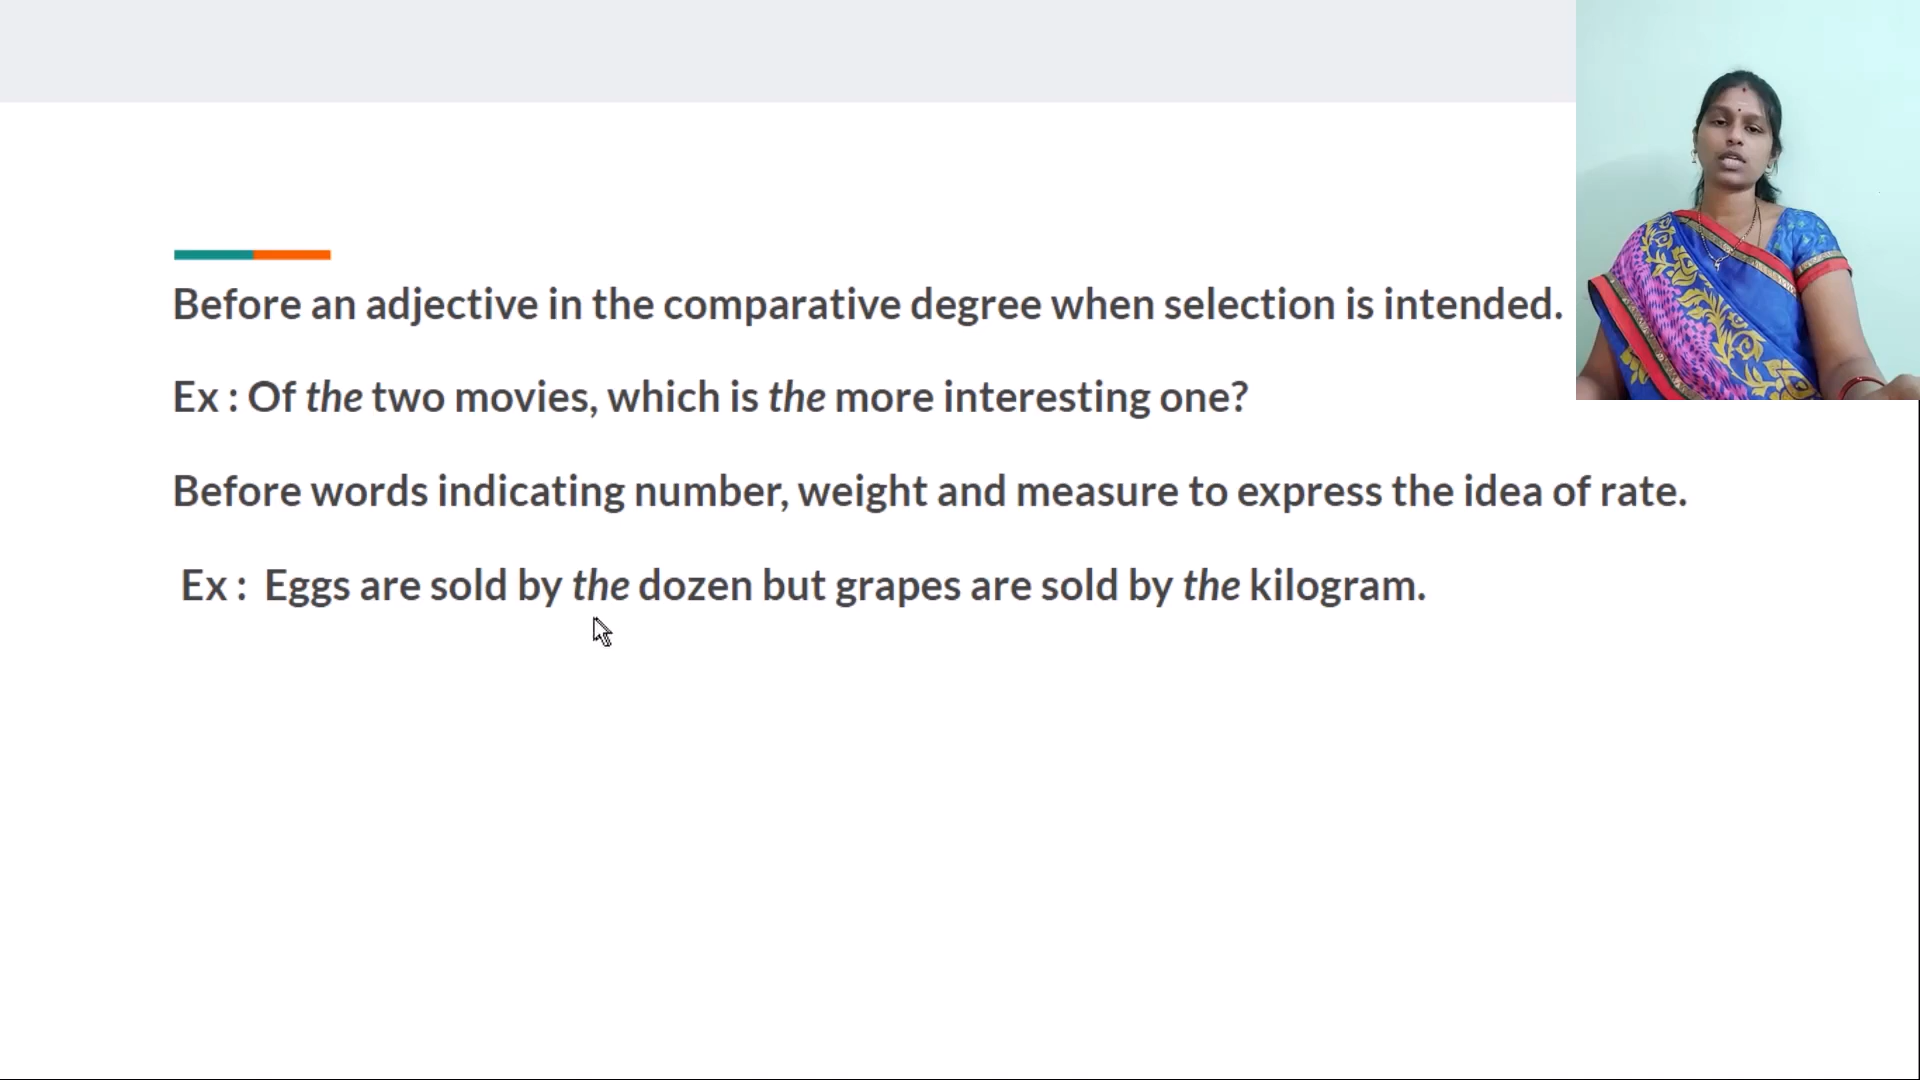 Before an adjective in the comparative degree when selection is intended.
Ex : Of the two movies, which is the more interesting one?
Before words indicating number, weight and measure to express the idea of rate.
Ex : Eggs are sold by the dozen but grapes are sold by the kilogram.